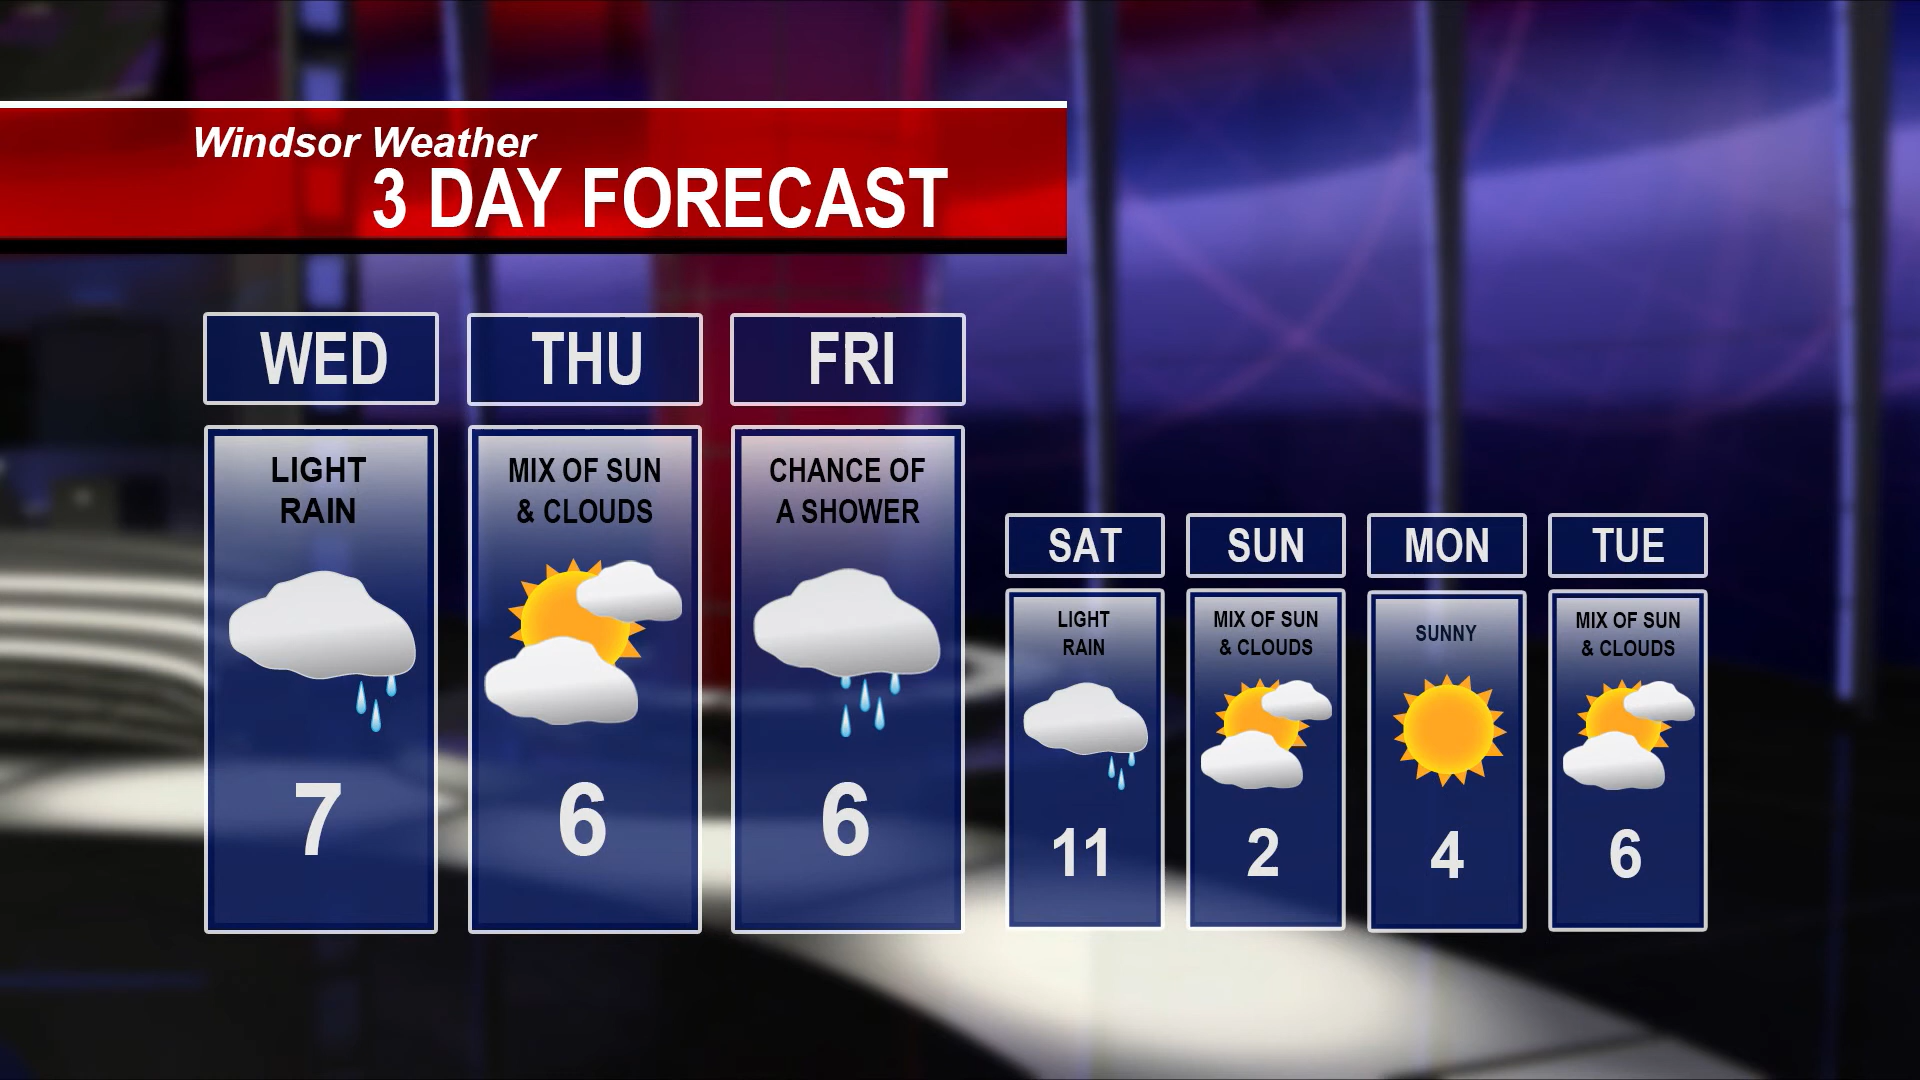 Windsor Weather
3 DAY FORECAST
WED
LIGHT
RAIN
7
THU
MIX OF SUN
& CLOUDS
6
FRI
CHANCE OF
A SHOWER
6
SAT
LIGHT
RAIN
11
SUN
MIX OF SUN
& CLOUDS
2
MON
SUNNY
4
TUE
MIX OF SUN
& CLOUDS
6